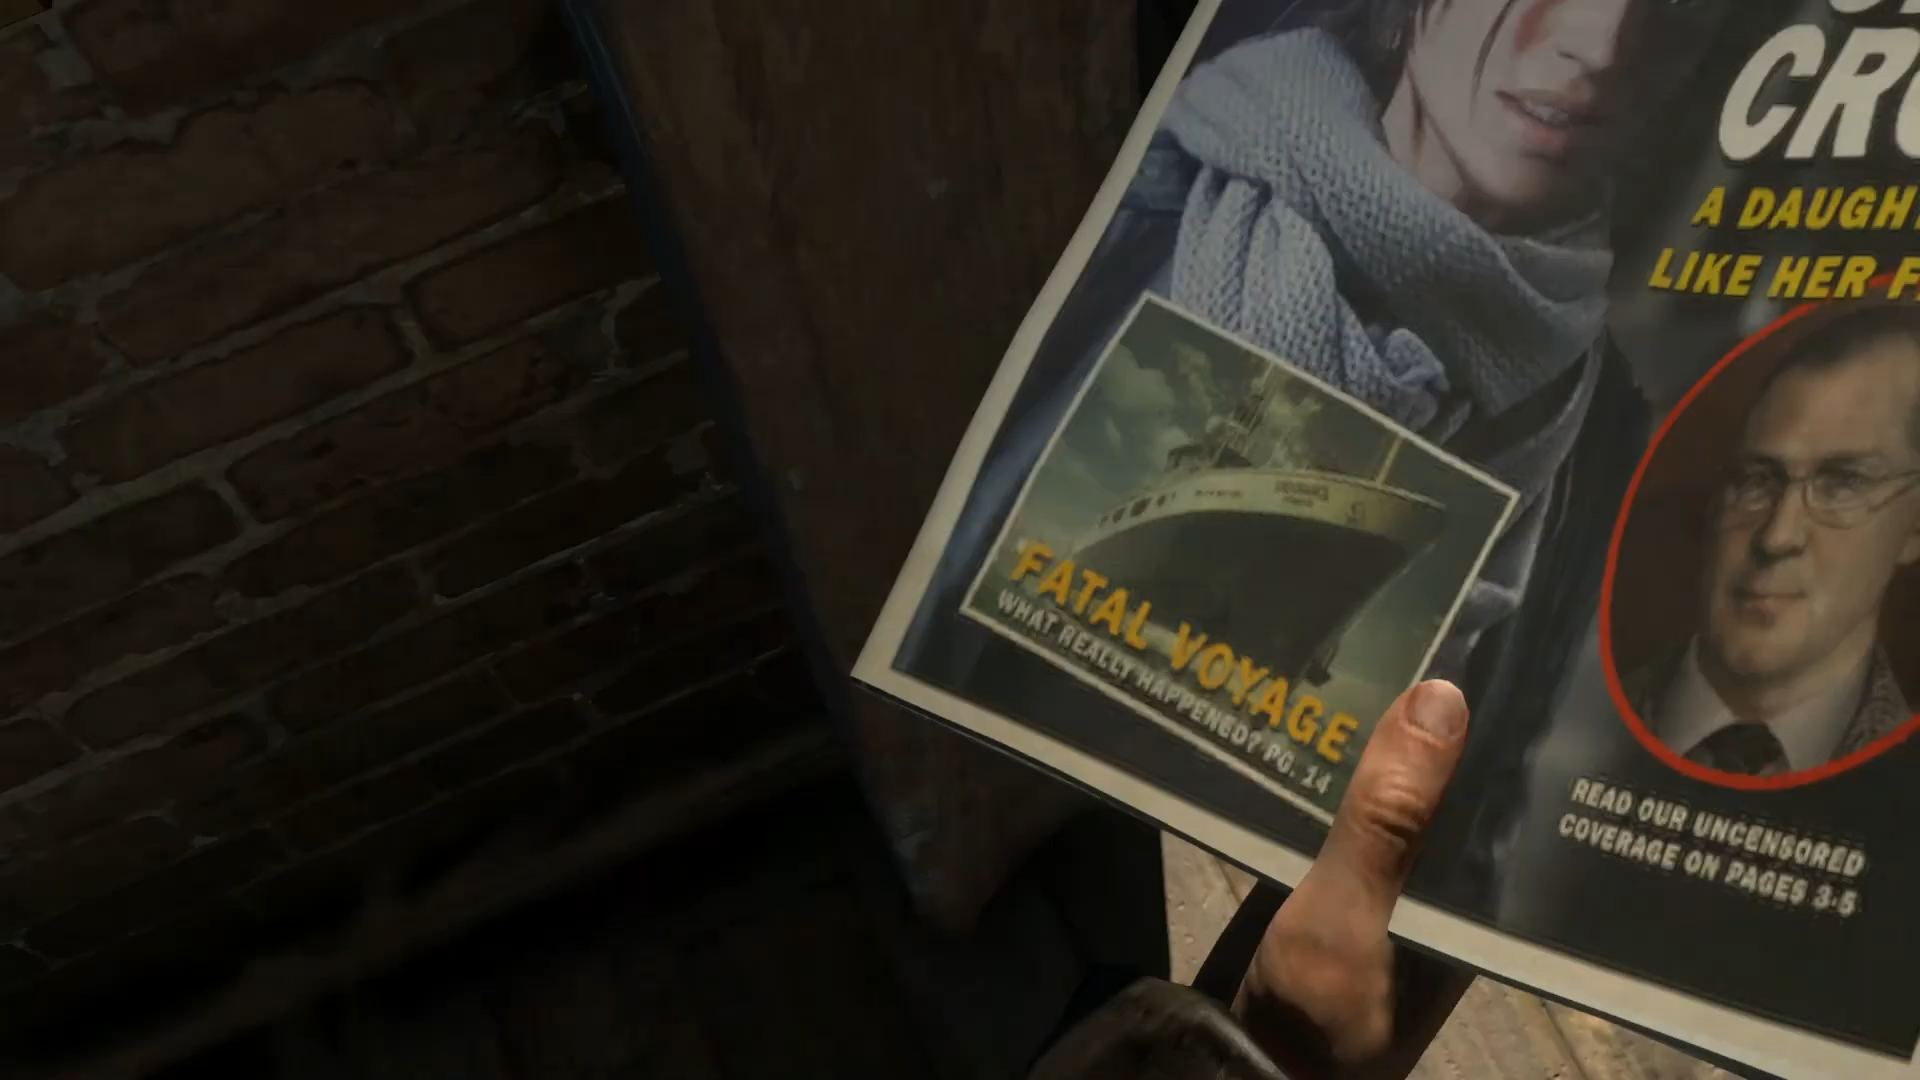 CR
A DAUGH
LIKE HER F
FATAL VOYAGE
WHAT REALLY HAPPENED? PG. 14
READ OUR UNCENSORED
COVERAGE ON PAGES 3-5